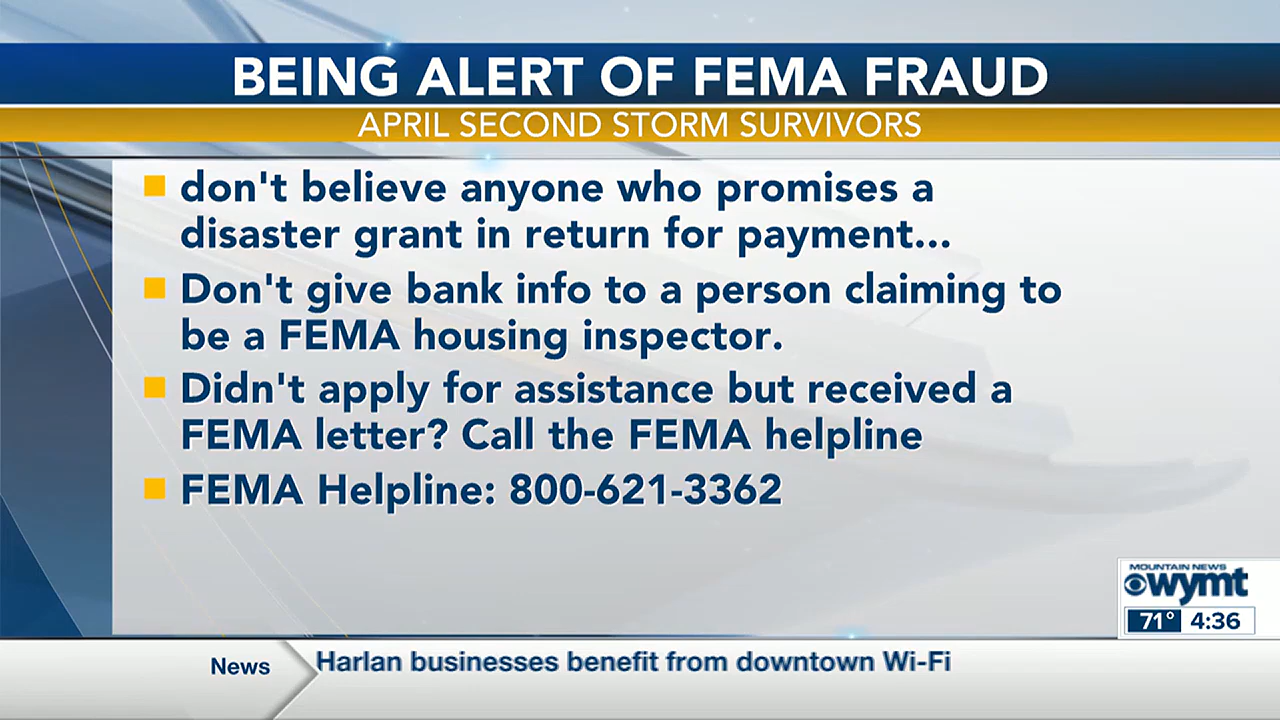 BEING ALERT OF FEMA FRAUD
APRIL SECOND STORM SURVIVORS
don't believe anyone who promises a
disaster grant in return for payment...
Don't give bank info to a person claiming to
be a FEMA housing inspector.
Didn't apply for assistance but received a
FEMA letter? Call the FEMA helpline
FEMA Helpline: 800-621-3362
MOUNTAIN NEWS
wymt
71° 4:36
News
Harlan businesses benefit from downtown Wi-Fi